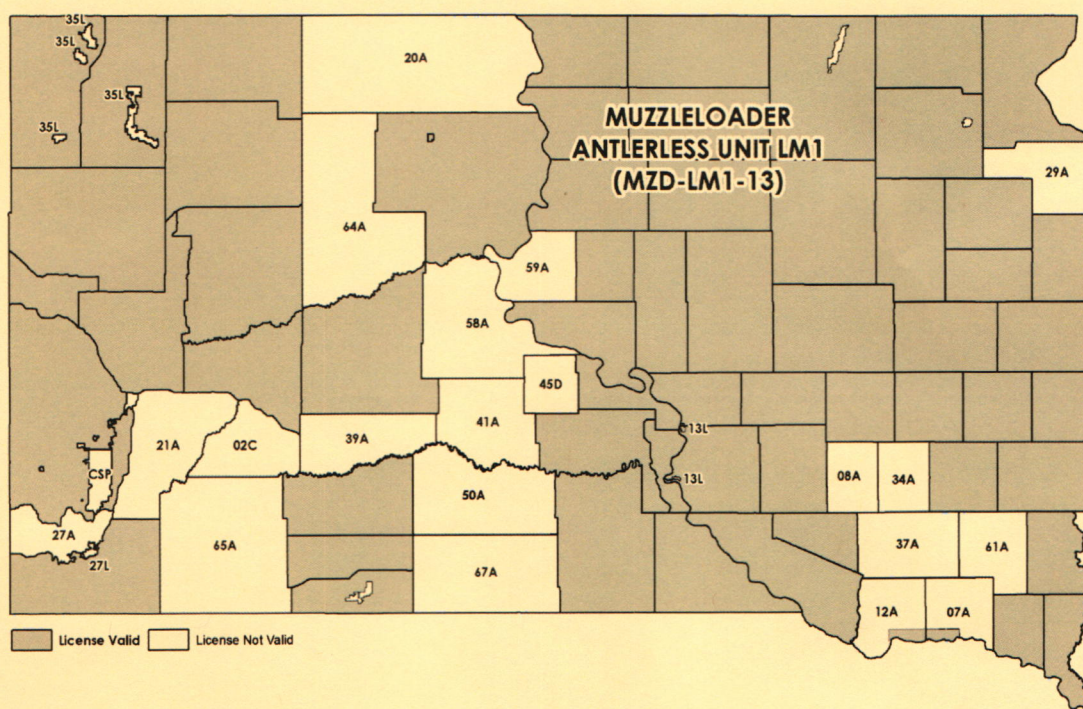 35L
35L
20A
35L
MUZZLELOADER
ANTLERLESS UNIT LM1
(MZD-LM1-13)
35L
29A
64A
59A
58A
45D
21A
02C
39A
41A
13L
CSP
50A
13L
08A
34A
27A
65A
37A
61A
27L
67A
12A
07A
License Valid
License Not Valid